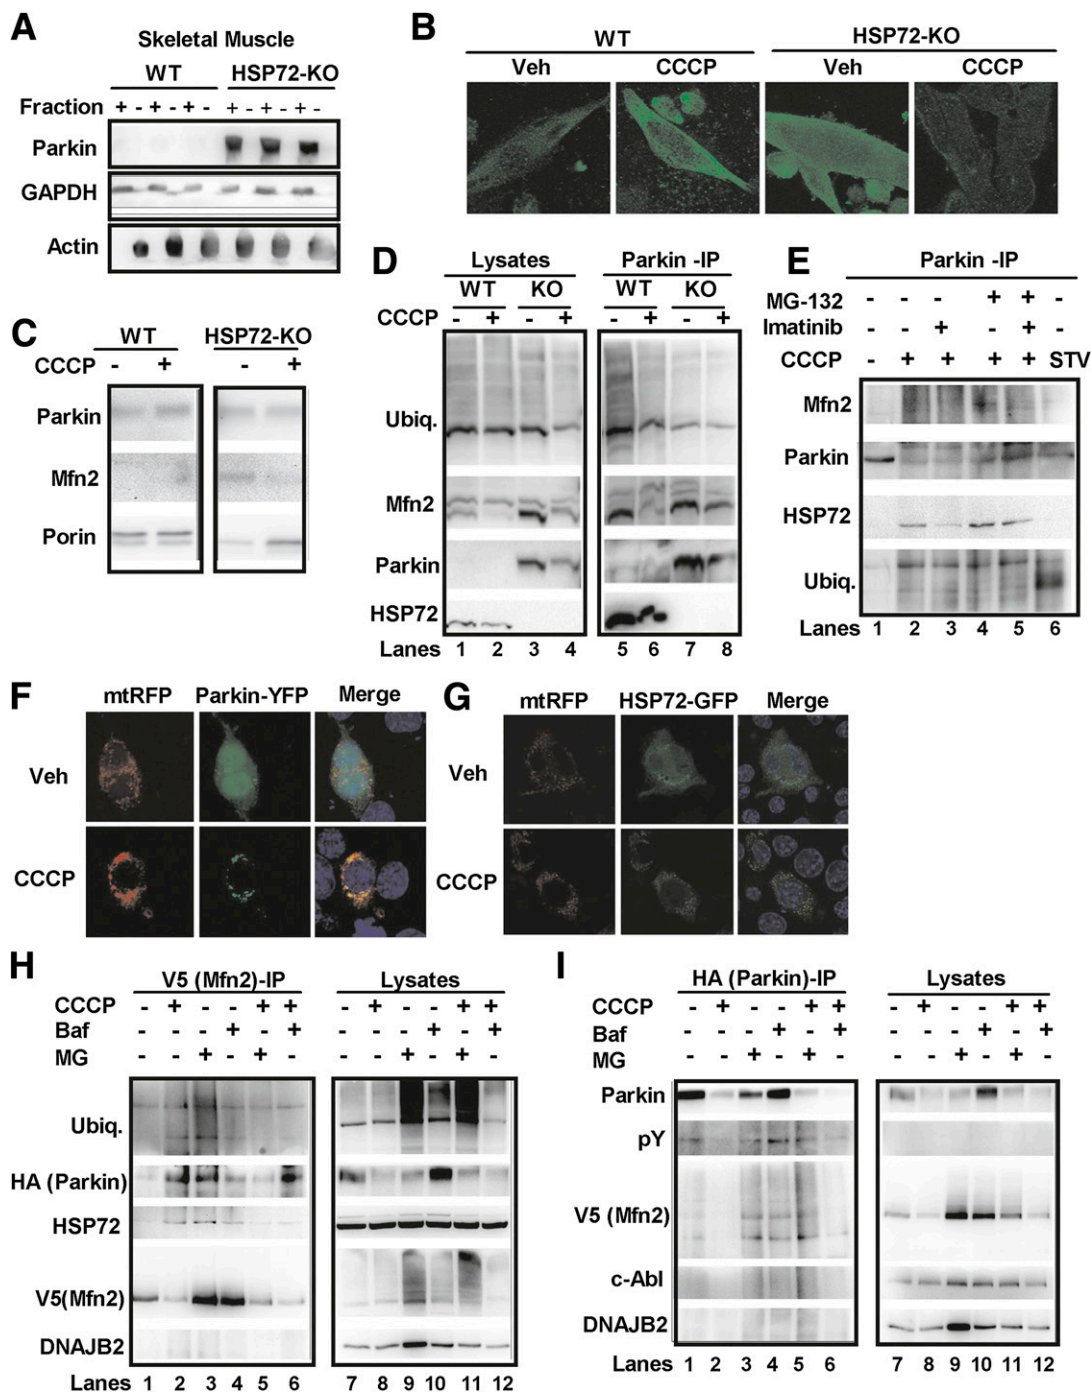 A
Skeletal Muscle
WT HSP72-KO
Fraction + - + - + - + - + - + -
Parkin
GAPDH
Actin
B
WT HSP72-KO
Veh CCCP Veh CCCP
C
WT HSP72-KO
CCCP - + - +
Parkin
Mfn2
Porin
D
Lysates Parkin -IP
WT KO WT KO
CCCP - + - + - + - +
Ubiq.
Mfn2
Parkin
HSP72
Lanes 1 2 3 4 5 6 7 8
E
Parkin -IP
MG-132 - - - + + -
Imatinib - - + - + -
CCCP - + + + + STV
Mfn2
Parkin
HSP72
Ubiq.
Lanes 1 2 3 4 5 6
F
mtRFP Parkin-YFP Merge
Veh
CCCP
G
mtRFP HSP72-GFP Merge
Veh
CCCP
H
V5 (Mfn2)-IP Lysates
CCCP - + - - + + - + - - + +
Baf - - - + - + - - - + - +
MG - - + - + - - - + - + -
Ubiq.
HA (Parkin)
HSP72
V5(Mfn2)
DNAJB2
Lanes 1 2 3 4 5 6 7 8 9 10 11 12
I
HA (Parkin)-IP Lysates
CCCP - + - - + + - + - - + +
Baf - - - + - + - - - + - +
MG - - + - + - - - + - + -
Parkin
pY
V5 (Mfn2)
c-Abl
DNAJB2
Lanes 1 2 3 4 5 6 7 8 9 10 11 12